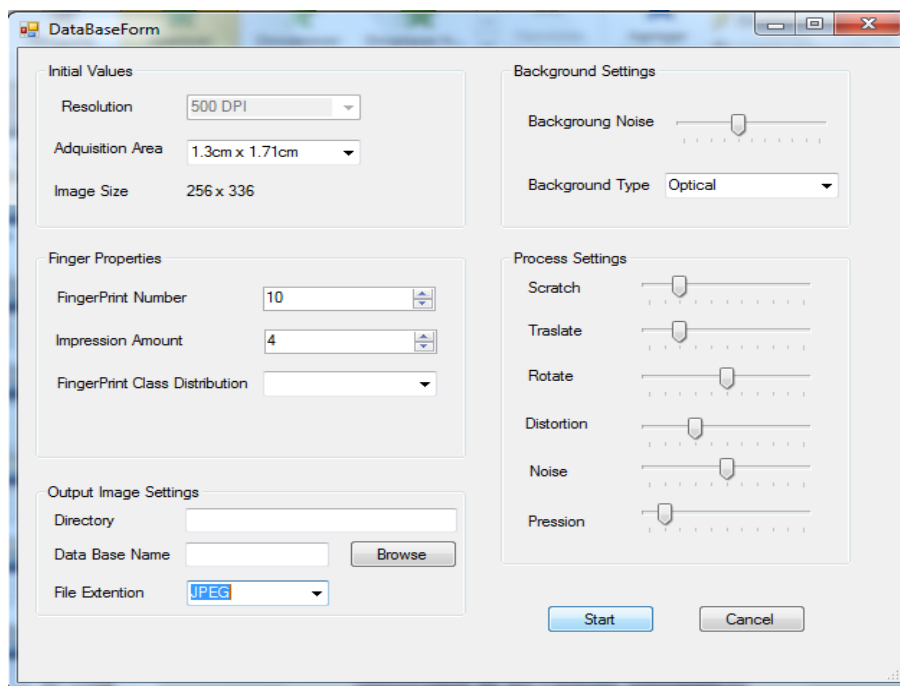 DataBaseForm
Initial Values
Resolution 500 DPI
Adquisition Area 1.3cm x 1.71cm
Image Size 256 x 336
Background Settings
Backgroung Noise
Background Type Optical
Finger Properties
FingerPrint Number 10
Impression Amount 4
FingerPrint Class Distribution
Process Settings
Scratch
Traslate
Rotate
Distortion
Noise
Pression
Output Image Settings
Directory
Data Base Name Browse
File Extention JPEG
Start Cancel